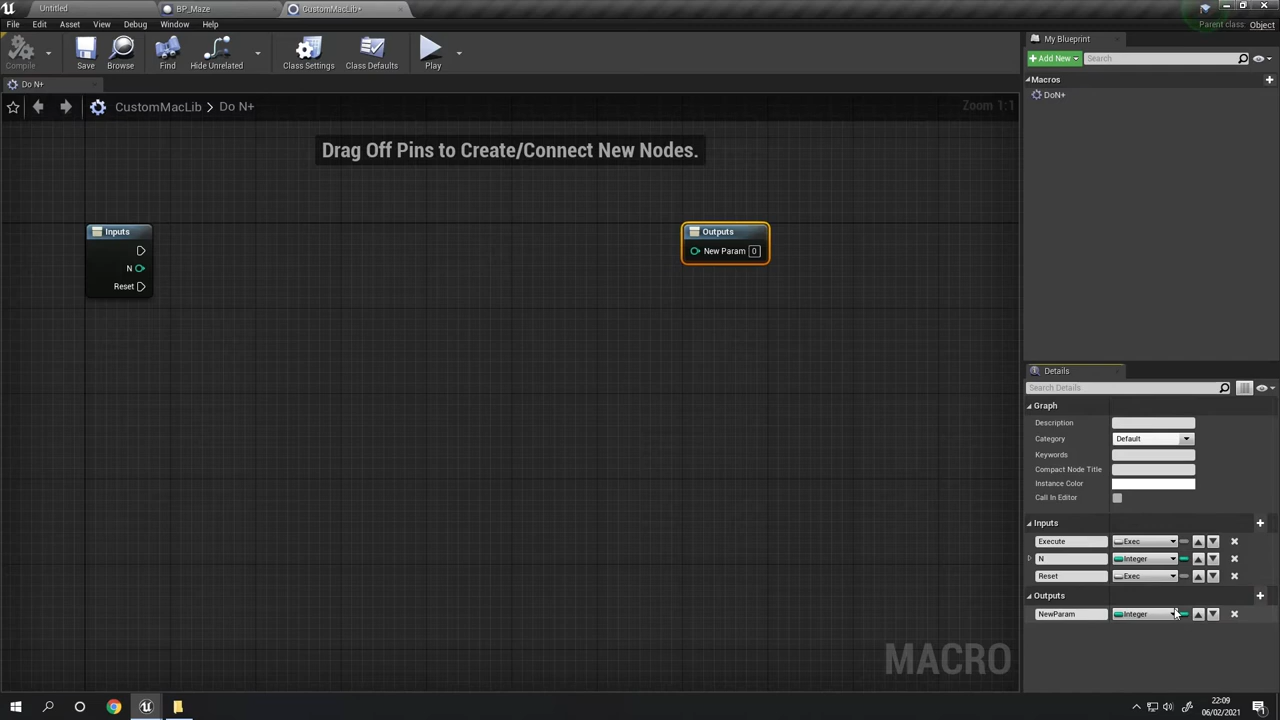 Untitled
BP_Maze
CustomMacLib•
Parent class: Object
File Edit Asset View Debug Window Help
Compile
Save
Browse
Find
Hide Unrelated
Class Settings
Class Defaults
Play
My Blueprint
+ Add New
Search
Macros
DoN+
Do N+
CustomMacLib > Do N+
Zoom 1:1
Drag Off Pins to Create/Connect New Nodes.
Inputs
N
Reset
Outputs
New Param 0
MACRO
Details
Search Details
Graph
Description
Category Default
Keywords
Compact Node Title
Instance Color
Call In Editor
Inputs
Execute Exec
N Integer
Reset Exec
Outputs
NewParam Integer
22:09
06/02/2021
1